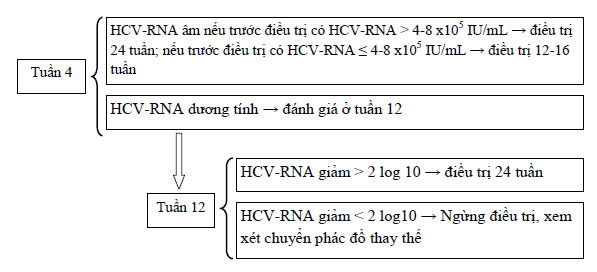 Tuần 4
HCV-RNA âm nếu trước điều trị có HCV-RNA > 4-8 x10⁵ IU/mL → điều trị
24 tuần; nếu trước điều trị có HCV-RNA ≤ 4-8 x10⁵ IU/mL → điều trị 12-16
tuần
HCV-RNA dương tính → đánh giá ở tuần 12
Tuần 12
HCV-RNA giảm > 2 log 10 → điều trị 24 tuần
HCV-RNA giảm < 2 log10 → Ngừng điều trị, xem
xét chuyển phác đồ thay thế